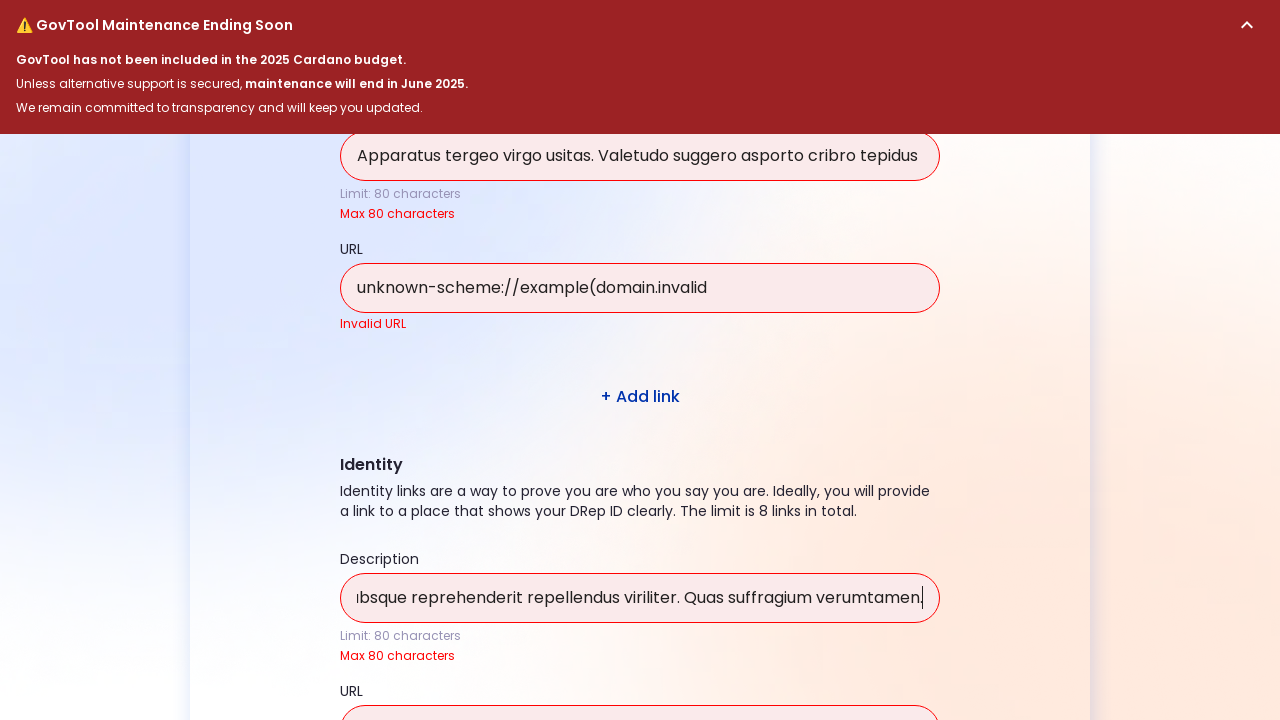 ⚠️ GovTool Maintenance Ending Soon
GovTool has not been included in the 2025 Cardano budget.
Unless alternative support is secured, maintenance will end in June 2025.
We remain committed to transparency and will keep you updated.
Apparatus tergeo virgo usitas. Valetudo suggero asporto cribro tepidus
Limit: 80 characters
Max 80 characters
URL
unknown-scheme://example(domain.invalid
Invalid URL
+ Add link
Identity
Identity links are a way to prove you are who you say you are. Ideally, you will provide
a link to a place that shows your DRep ID clearly. The limit is 8 links in total.
Description
absque reprehenderit repellendus viriliter. Quas suffragium verumtamen.
Limit: 80 characters
Max 80 characters
URL